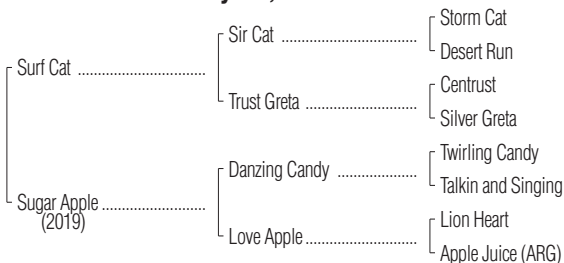 Storm Cat
Sir Cat ........................................
Desert Run
Surf Cat ...................................
Centrust
Trust Greta ..................................
Silver Greta
Twirling Candy
Danzing Candy ......................
Talkin and Singing
Sugar Apple ............................
(2019)
Lion Heart
Love Apple ..................................
Apple Juice (ARG)